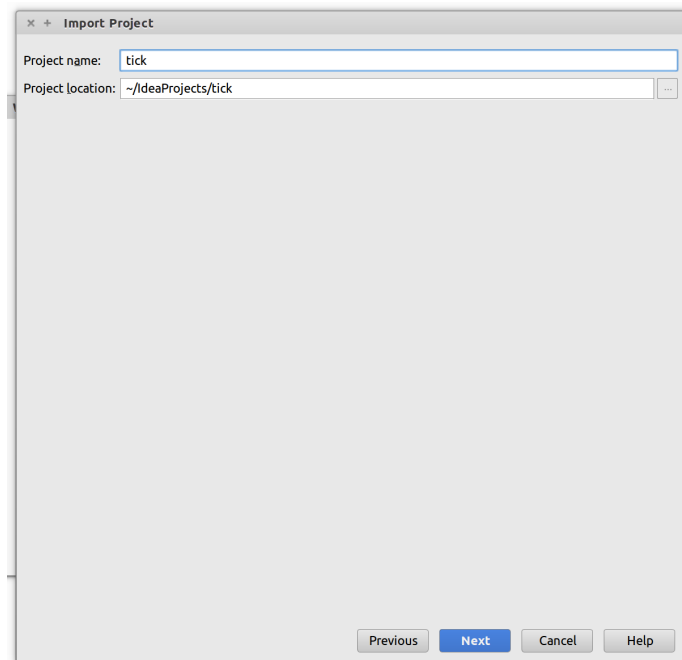 Import Project
Project name: tick
Project location: ~/IdeaProjects/tick ...
Previous Next Cancel Help